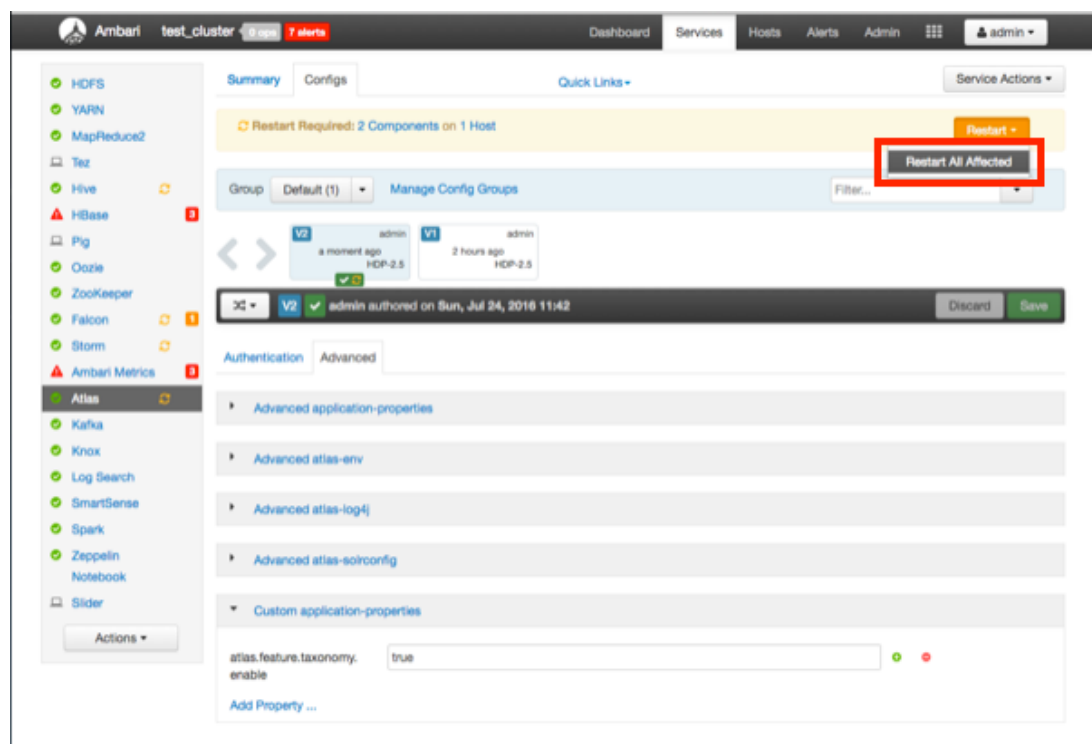 Ambari test_cluster 0 ops 7 alerts Dashboard Services Hosts Alerts Admin admin
HDFS
YARN
MapReduce2
Tez
Hive
HBase 3
Pig
Oozie
ZooKeeper
Falcon 1
Storm
Ambari Metrics 3
Atlas
Kafka
Knox
Log Search
SmartSense
Spark
Zeppelin
Notebook
Slider
Actions
Summary Configs Quick Links Service Actions
Restart Required: 2 Components on 1 Host Restart
Restart All Affected
Group Default (1) Manage Config Groups Filter...
V2 admin
a moment ago
HDP-2.5
V1 admin
2 hours ago
HDP-2.5
V2 admin authored on Sun, Jul 24, 2016 11:42 Discard Save
Authentication Advanced
Advanced application-properties
Advanced atlas-env
Advanced atlas-log4j
Advanced atlas-solrconfig
Custom application-properties
atlas.feature.taxonomy. true
enable
Add Property ...